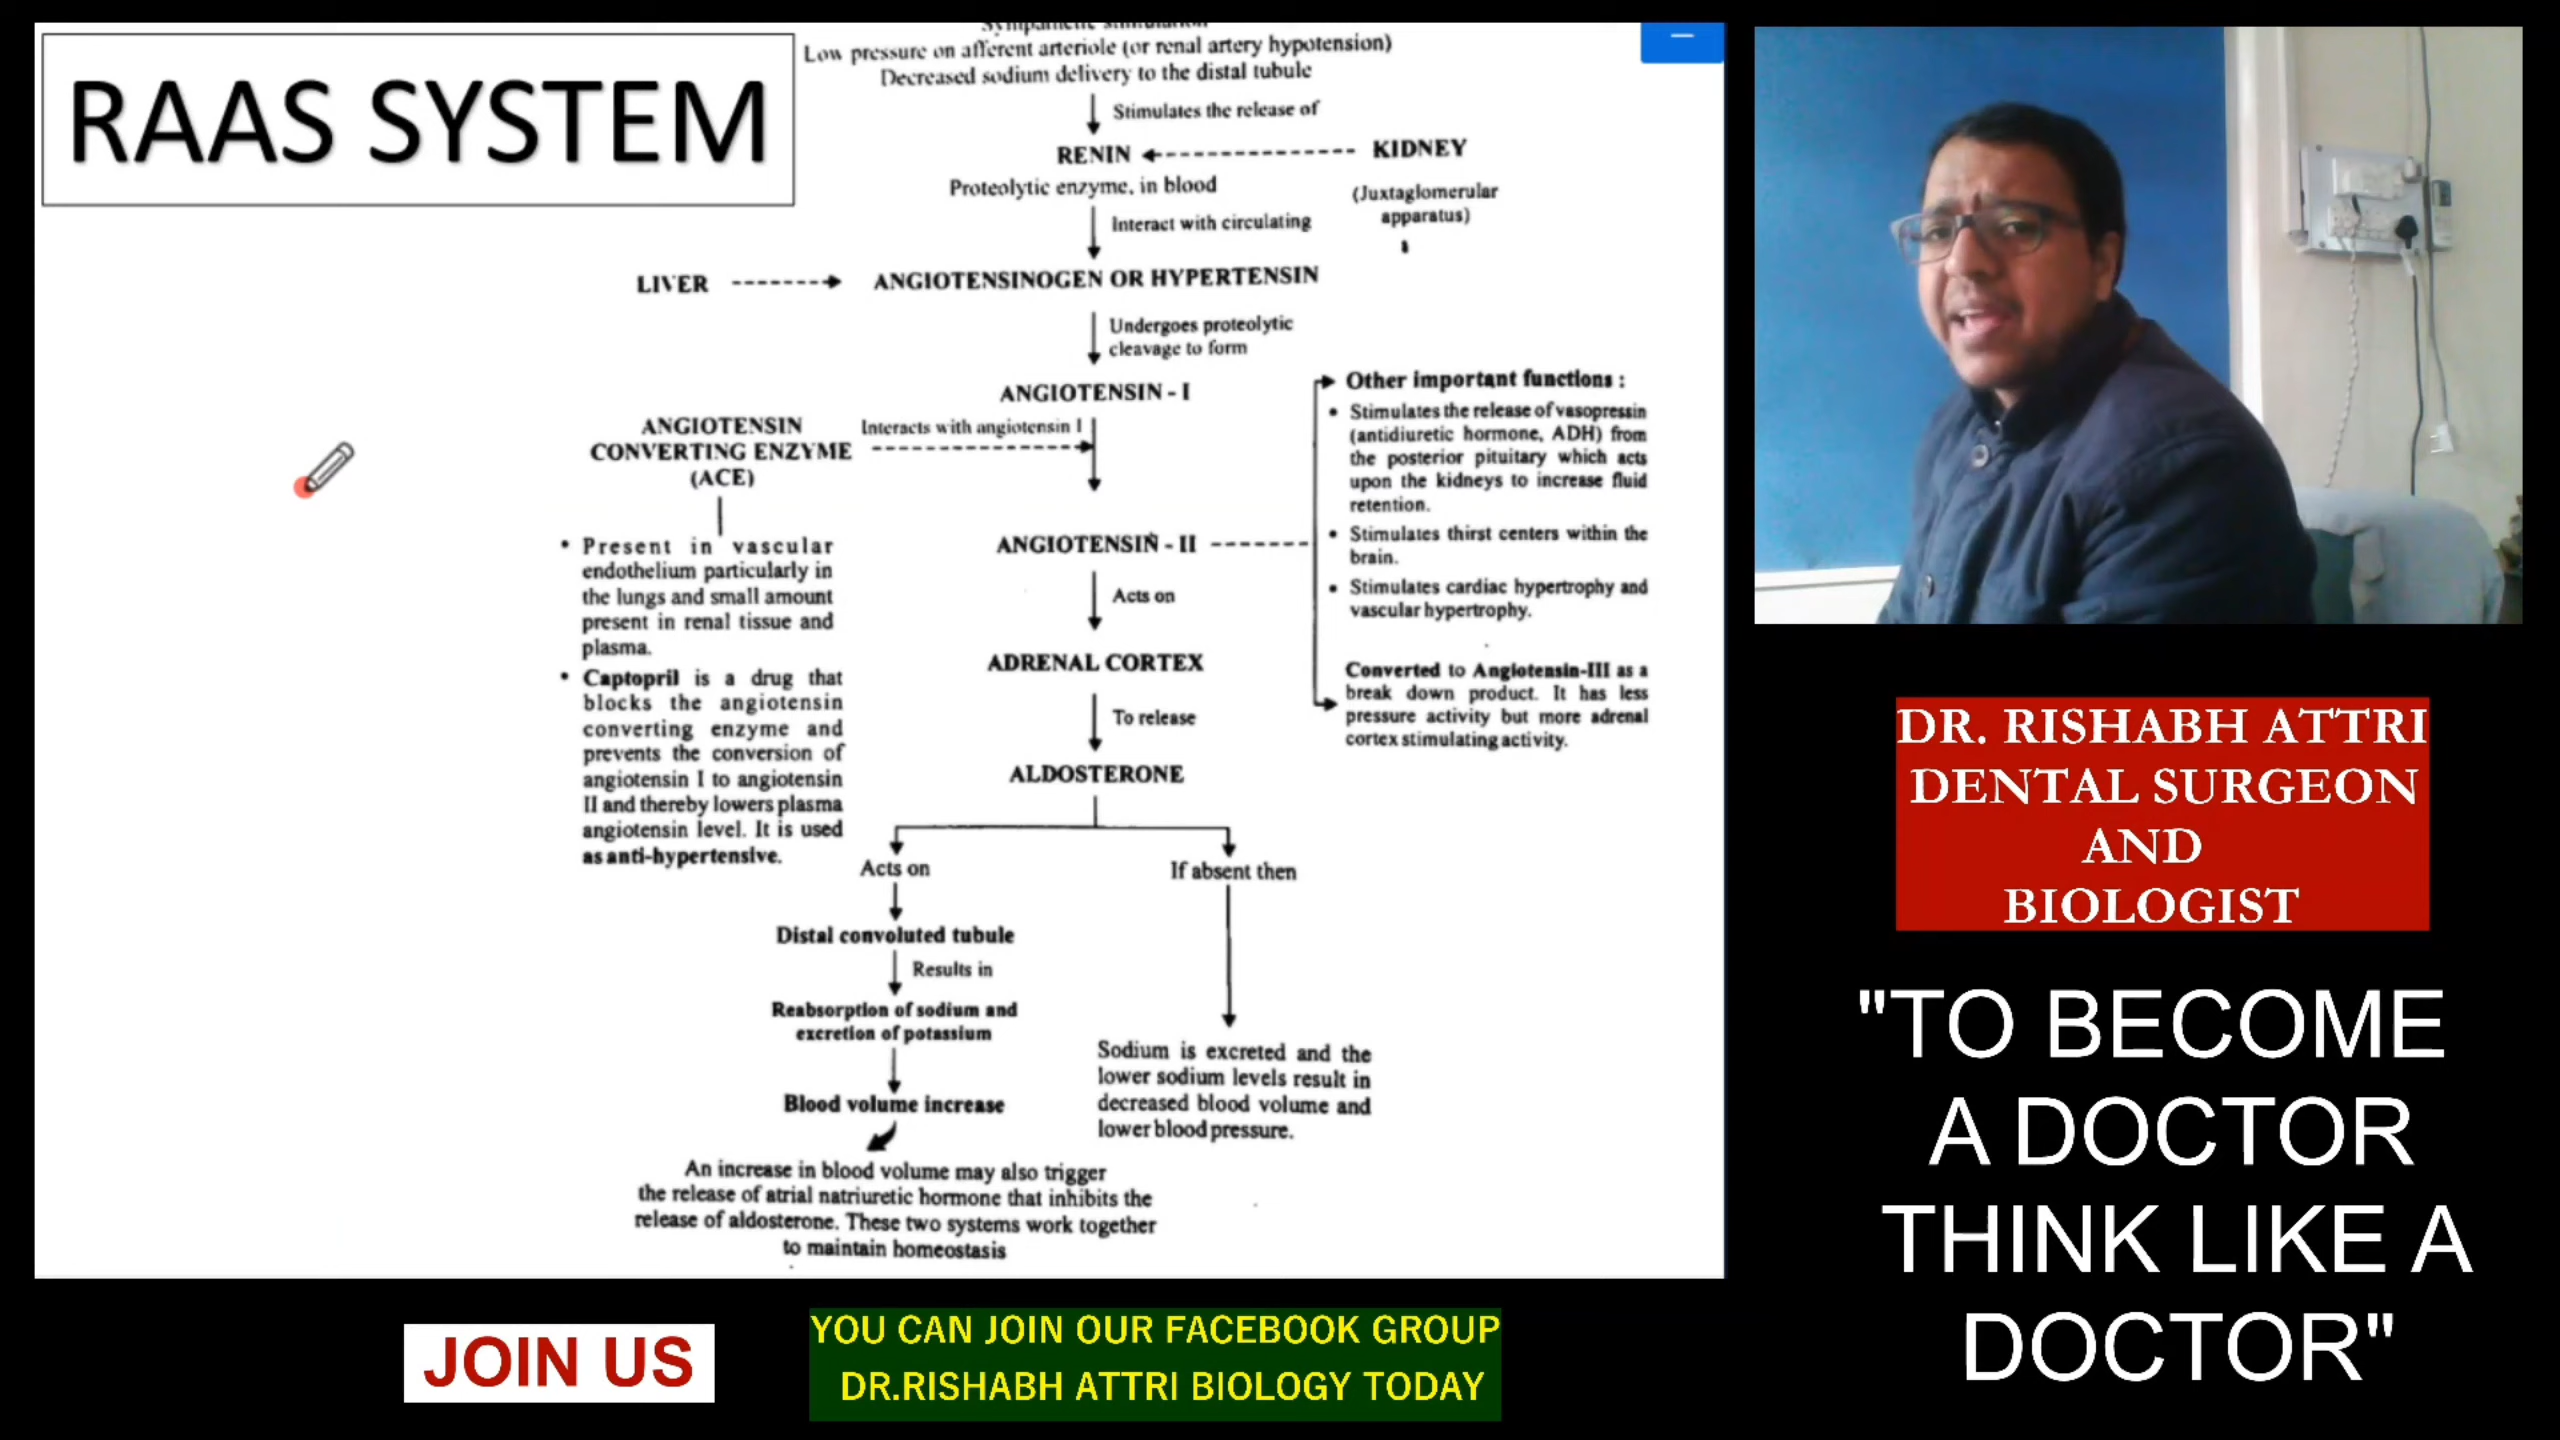 RAAS SYSTEM
Sympathetic stimulation
Low pressure on afferent arteriole (or renal artery hypotension)
Decreased sodium delivery to the distal tubule
Stimulates the release of
RENIN
KIDNEY
Proteolytic enzyme, in blood
(Juxtaglomerular
apparatus)
Interact with circulating
LIVER
ANGIOTENSINOGEN OR HYPERTENSIN
Undergoes proteolytic
cleavage to form
ANGIOTENSIN - I
ANGIOTENSIN
CONVERTING ENZYME
(ACE)
Interacts with angiotensin I
• Present in vascular
endothelium particularly in
the lungs and small amount
present in renal tissue and
plasma.
• Captopril is a drug that
blocks the angiotensin
converting enzyme and
prevents the conversion of
angiotensin I to angiotensin
II and thereby lowers plasma
angiotensin level. It is used
as anti-hypertensive.
ANGIOTENSIN - II
Other important functions :
• Stimulates the release of vasopressin
(antidiuretic hormone, ADH) from
the posterior pituitary which acts
upon the kidneys to increase fluid
retention.
• Stimulates thirst centers within the
brain.
• Stimulates cardiac hypertrophy and
vascular hypertrophy.
Converted to Angiotensin-III as a
break down product. It has less
pressure activity but more adrenal
cortex stimulating activity.
Acts on
ADRENAL CORTEX
To release
ALDOSTERONE
Acts on
If absent then
Distal convoluted tubule
Results in
Reabsorption of sodium and
excretion of potassium
Blood volume increase
Sodium is excreted and the
lower sodium levels result in
decreased blood volume and
lower blood pressure.
An increase in blood volume may also trigger
the release of atrial natriuretic hormone that inhibits the
release of aldosterone. These two systems work together
to maintain homeostasis
DR. RISHABH ATTRI
DENTAL SURGEON
AND
BIOLOGIST
"TO BECOME
A DOCTOR
THINK LIKE A
DOCTOR"
JOIN US
YOU CAN JOIN OUR FACEBOOK GROUP
DR.RISHABH ATTRI BIOLOGY TODAY